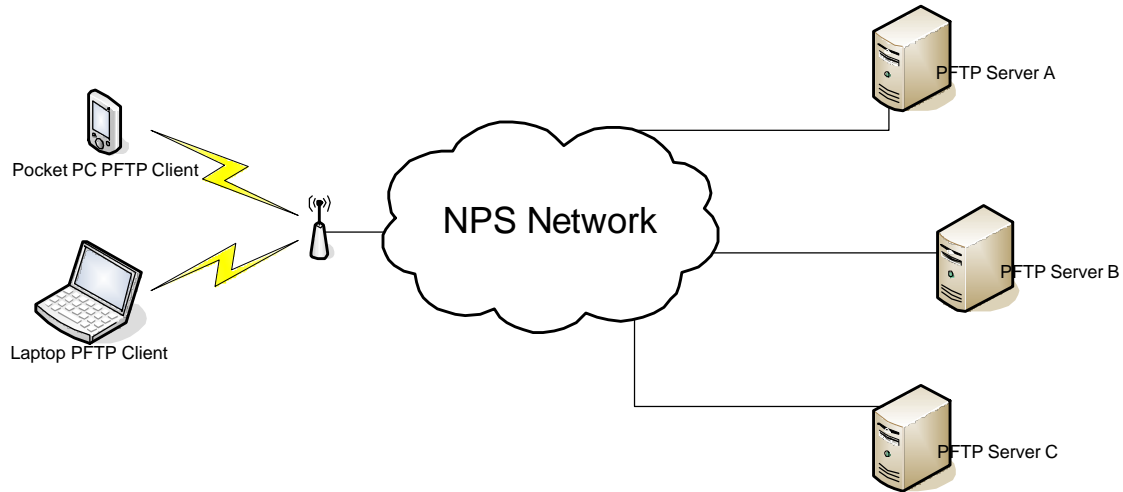 PFTP Server A
Pocket PC PFTP Client
NPS Network
PFTP Server B
Laptop PFTP Client
PFTP Server C